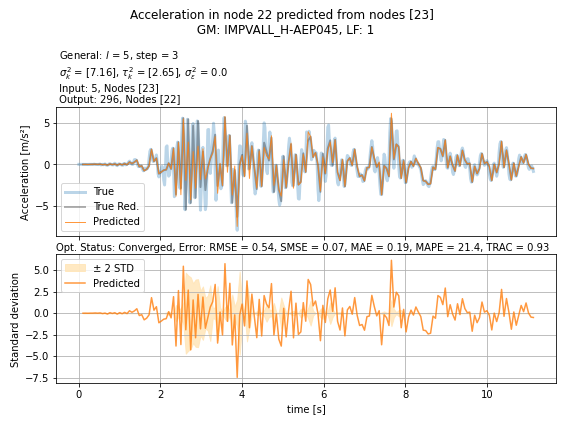 Acceleration in node 22 predicted from nodes [23]
GM: IMPVALL_H-AEP045, LF: 1
General: l = 5, step = 3
σ²ₖ = [7.16], τ²ₖ = [2.65], σ²ₑ = 0.0
Input: 5, Nodes [23]
Output: 296, Nodes [22]
Acceleration [m/s²]
5
0
−5
True
True Red.
Predicted
Opt. Status: Converged, Error: RMSE = 0.54, SMSE = 0.07, MAE = 0.19, MAPE = 21.4, TRAC = 0.93
Standard deviation
5.0
2.5
0.0
−2.5
−5.0
−7.5
± 2 STD
Predicted
0 2 4 6 8 10
time [s]